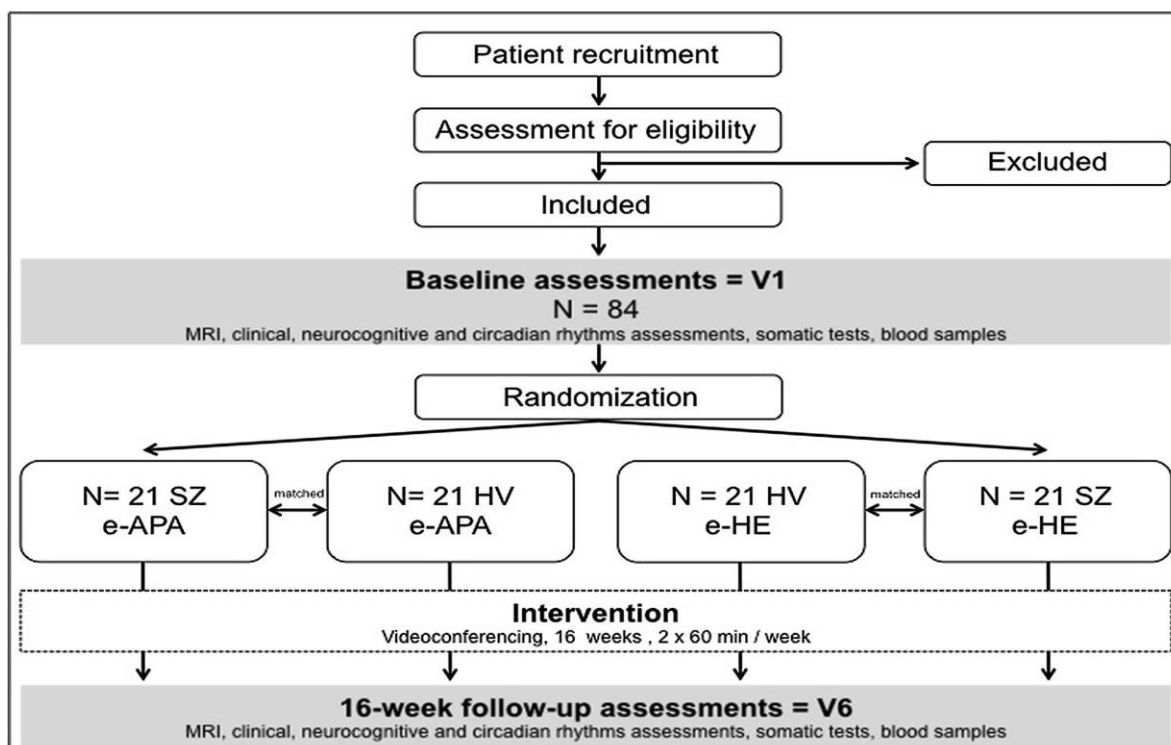 Patient recruitment
Assessment for eligibility
Excluded
Included
Baseline assessments = V1
N = 84
MRI, clinical, neurocognitive and circadian rhythms assessments, somatic tests, blood samples
Randomization
N= 21 SZ
e-APA
matched
N= 21 HV
e-APA
N = 21 HV
e-HE
matched
N = 21 SZ
e-HE
Intervention
Videoconferencing, 16 weeks , 2 x 60 min / week
16-week follow-up assessments = V6
MRI, clinical, neurocognitive and circadian rhythms assessments, somatic tests, blood samples